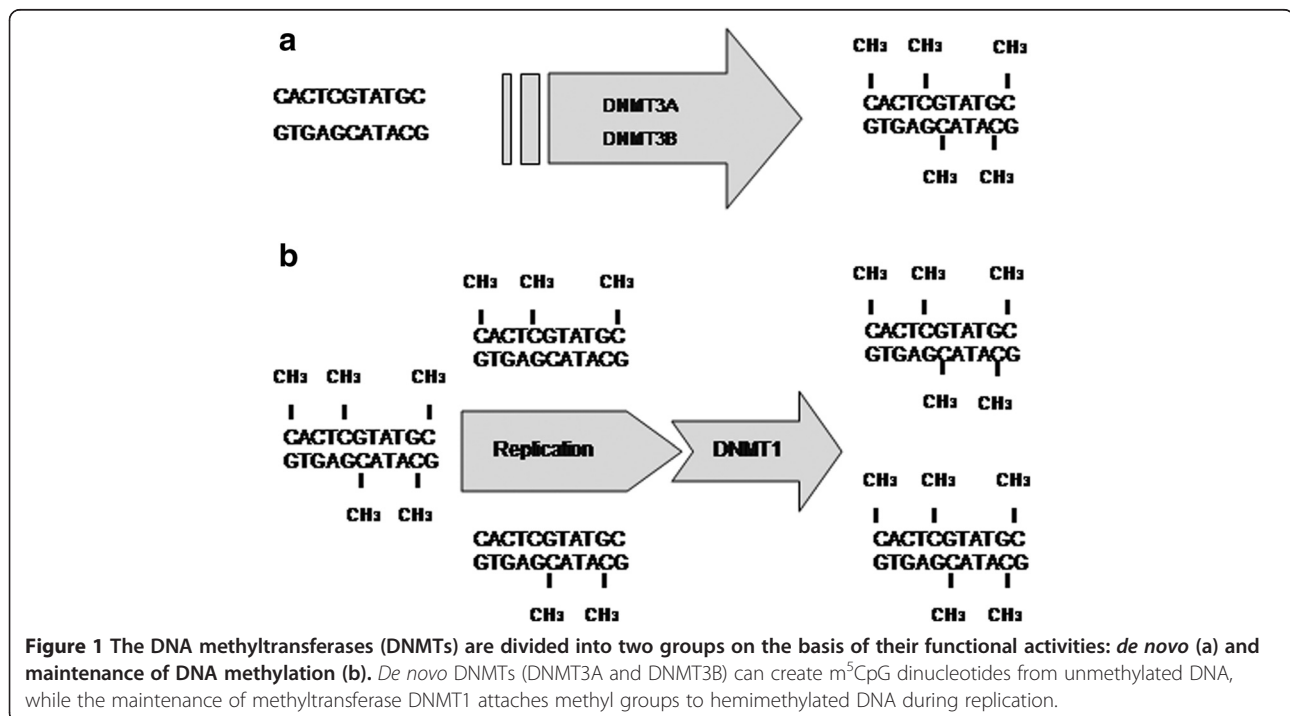 a
CH₃ CH₃ CH₃
CACTCGTATGC
GTGAGCATACG
DNMT3A
DNMT3B
CACTCGTATGC
GTGAGCATACG
CH₃ CH₃
b
CH₃ CH₃ CH₃
CACTCGTATGC
GTGAGCATACG
CH₃ CH₃ CH₃
CACTCGTATGC
GTGAGCATACG
CH₃ CH₃
Replication
DNMT1
CH₃ CH₃ CH₃
CACTCGTATGC
GTGAGCATACG
CH₃ CH₃
CACTCGTATGC
GTGAGCATACG
CH₃ CH₃
CH₃ CH₃ CH₃
CACTCGTATGC
GTGAGCATACG
CH₃ CH₃
Figure 1 The DNA methyltransferases (DNMTs) are divided into two groups on the basis of their functional activities: de novo (a) and
maintenance of DNA methylation (b). De novo DNMTs (DNMT3A and DNMT3B) can create m⁵CpG dinucleotides from unmethylated DNA,
while the maintenance of methyltransferase DNMT1 attaches methyl groups to hemimethylated DNA during replication.